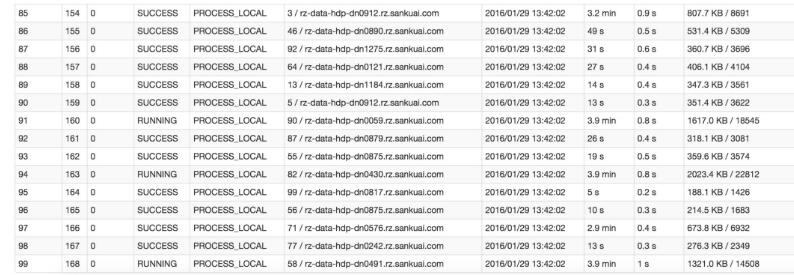 85 154 0 SUCCESS PROCESS_LOCAL 3 / rz-data-hdp-dn0912.rz.sankuai.com 2016/01/29 13:42:02 3.2 min 0.9 s 807.7 KB / 8691
86 155 0 SUCCESS PROCESS_LOCAL 46 / rz-data-hdp-dn0890.rz.sankuai.com 2016/01/29 13:42:02 49 s 0.5 s 531.4 KB / 5309
87 156 0 SUCCESS PROCESS_LOCAL 92 / rz-data-hdp-dn1275.rz.sankuai.com 2016/01/29 13:42:02 31 s 0.6 s 360.7 KB / 3696
88 157 0 SUCCESS PROCESS_LOCAL 64 / rz-data-hdp-dn0121.rz.sankuai.com 2016/01/29 13:42:02 27 s 0.4 s 406.1 KB / 4104
89 158 0 SUCCESS PROCESS_LOCAL 13 / rz-data-hdp-dn1184.rz.sankuai.com 2016/01/29 13:42:02 14 s 0.4 s 347.3 KB / 3561
90 159 0 SUCCESS PROCESS_LOCAL 5 / rz-data-hdp-dn0912.rz.sankuai.com 2016/01/29 13:42:02 13 s 0.3 s 351.4 KB / 3622
91 160 0 RUNNING PROCESS_LOCAL 90 / rz-data-hdp-dn0059.rz.sankuai.com 2016/01/29 13:42:02 3.9 min 0.8 s 1617.0 KB / 18545
92 161 0 SUCCESS PROCESS_LOCAL 87 / rz-data-hdp-dn0879.rz.sankuai.com 2016/01/29 13:42:02 26 s 0.4 s 318.1 KB / 3081
93 162 0 SUCCESS PROCESS_LOCAL 55 / rz-data-hdp-dn0875.rz.sankuai.com 2016/01/29 13:42:02 19 s 0.5 s 359.6 KB / 3574
94 163 0 RUNNING PROCESS_LOCAL 82 / rz-data-hdp-dn0430.rz.sankuai.com 2016/01/29 13:42:02 3.9 min 0.8 s 2023.4 KB / 22812
95 164 0 SUCCESS PROCESS_LOCAL 99 / rz-data-hdp-dn0817.rz.sankuai.com 2016/01/29 13:42:02 5 s 0.2 s 188.1 KB / 1426
96 165 0 SUCCESS PROCESS_LOCAL 56 / rz-data-hdp-dn0875.rz.sankuai.com 2016/01/29 13:42:02 10 s 0.3 s 214.5 KB / 1683
97 166 0 SUCCESS PROCESS_LOCAL 71 / rz-data-hdp-dn0576.rz.sankuai.com 2016/01/29 13:42:02 2.9 min 0.4 s 673.8 KB / 6932
98 167 0 SUCCESS PROCESS_LOCAL 77 / rz-data-hdp-dn0242.rz.sankuai.com 2016/01/29 13:42:02 13 s 0.3 s 276.3 KB / 2349
99 168 0 RUNNING PROCESS_LOCAL 58 / rz-data-hdp-dn0491.rz.sankuai.com 2016/01/29 13:42:02 3.9 min 1 s 1321.0 KB / 14508